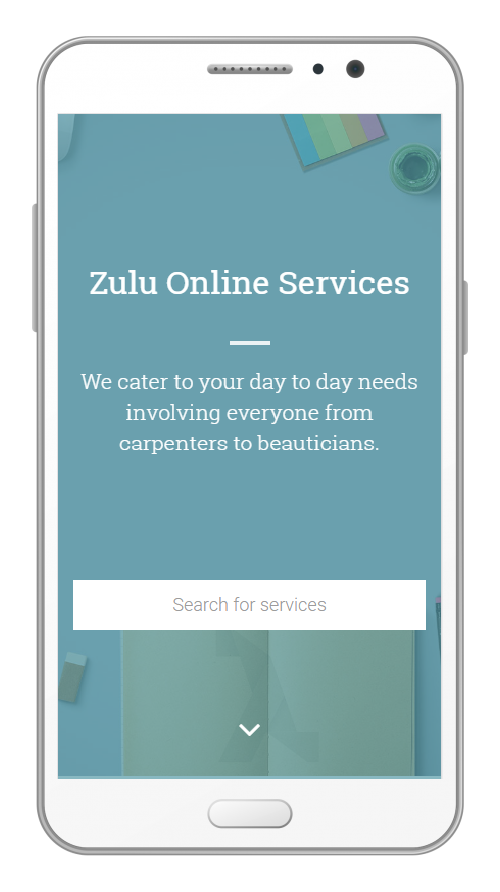 Zulu Online Services
We cater to your day to day needs
involving everyone from
carpenters to beauticians.
Search for services